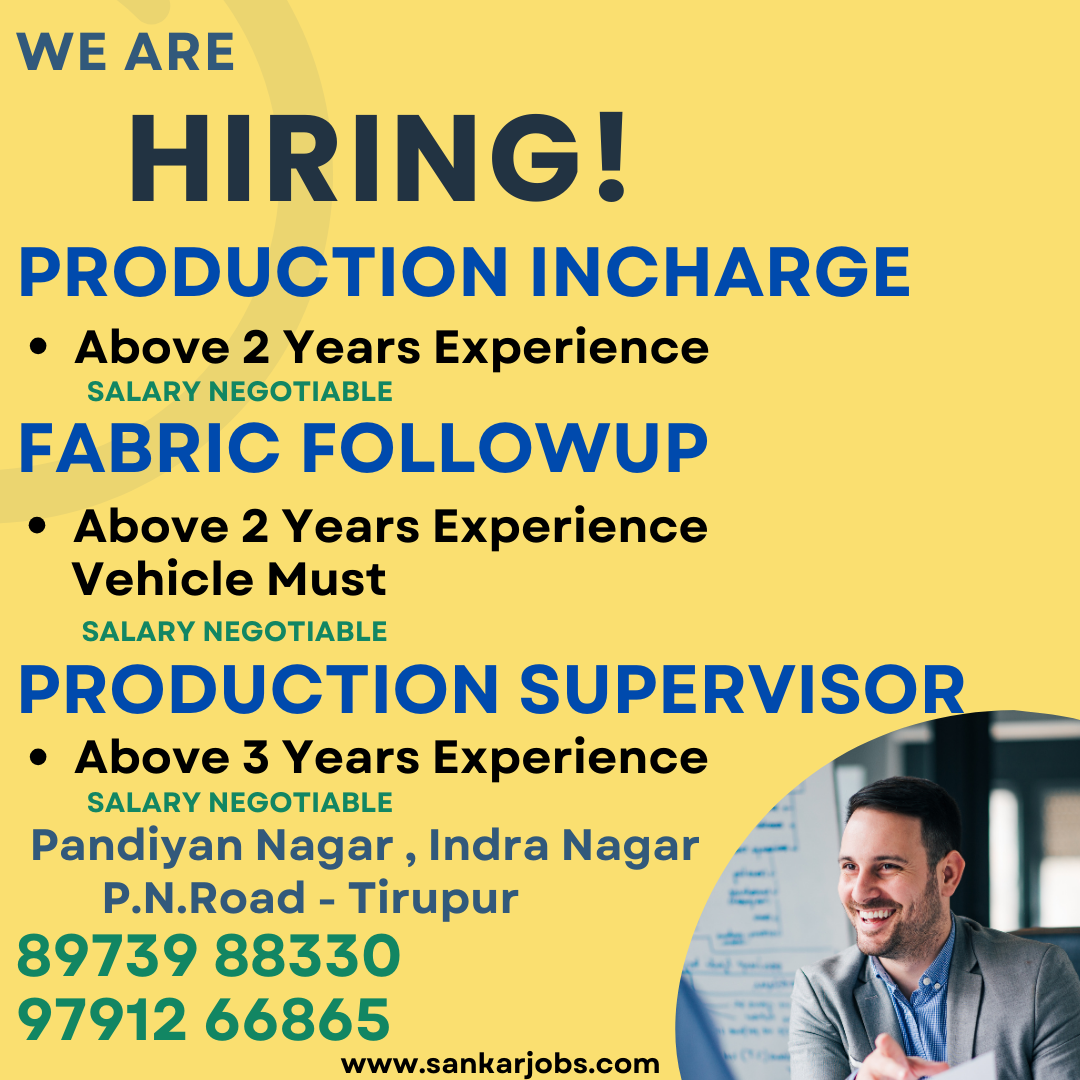 WE ARE
HIRING!
PRODUCTION INCHARGE
• Above 2 Years Experience
SALARY NEGOTIABLE
FABRIC FOLLOWUP
• Above 2 Years Experience
Vehicle Must
SALARY NEGOTIABLE
PRODUCTION SUPERVISOR
• Above 3 Years Experience
SALARY NEGOTIABLE
Pandiyan Nagar , Indra Nagar
P.N.Road - Tirupur
89739 88330
97912 66865
www.sankarjobs.com